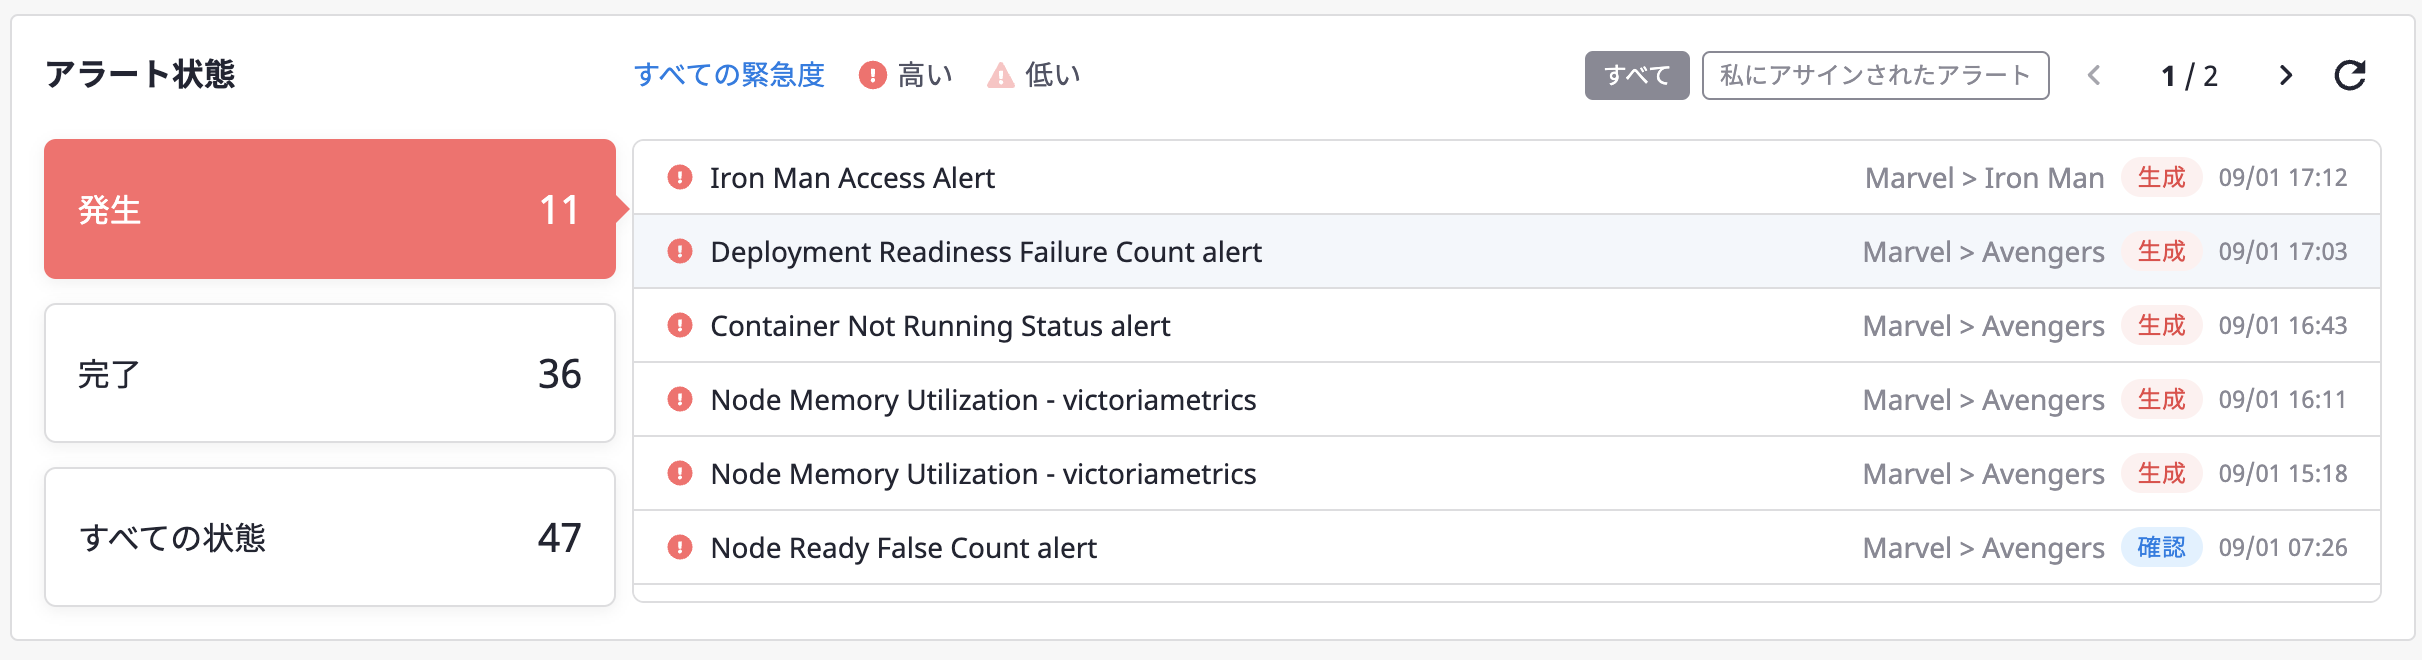 アラート状態
すべての緊急度 高い 低い
すべて 私にアサインされたアラート 1 / 2
発生 11
完了 36
すべての状態 47
Iron Man Access Alert Marvel > Iron Man 生成 09/01 17:12
Deployment Readiness Failure Count alert Marvel > Avengers 生成 09/01 17:03
Container Not Running Status alert Marvel > Avengers 生成 09/01 16:43
Node Memory Utilization - victoriametrics Marvel > Avengers 生成 09/01 16:11
Node Memory Utilization - victoriametrics Marvel > Avengers 生成 09/01 15:18
Node Ready False Count alert Marvel > Avengers 確認 09/01 07:26